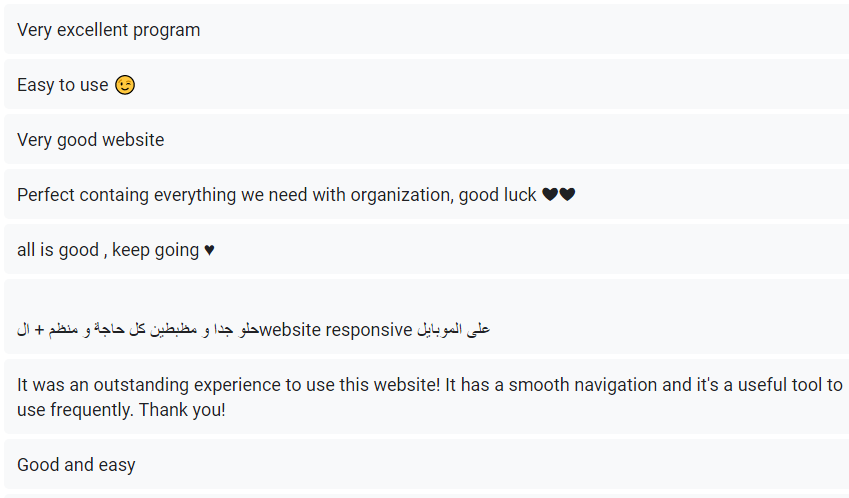 Very excellent program
Easy to use 😉
Very good website
Perfect containg everything we need with organization, good luck 🖤🖤
all is good , keep going ♥
حلو جدا و مظبطين كل حاجة و منظم + الwebsite responsive على الموبايل
It was an outstanding experience to use this website! It has a smooth navigation and it's a useful tool to
use frequently. Thank you!
Good and easy